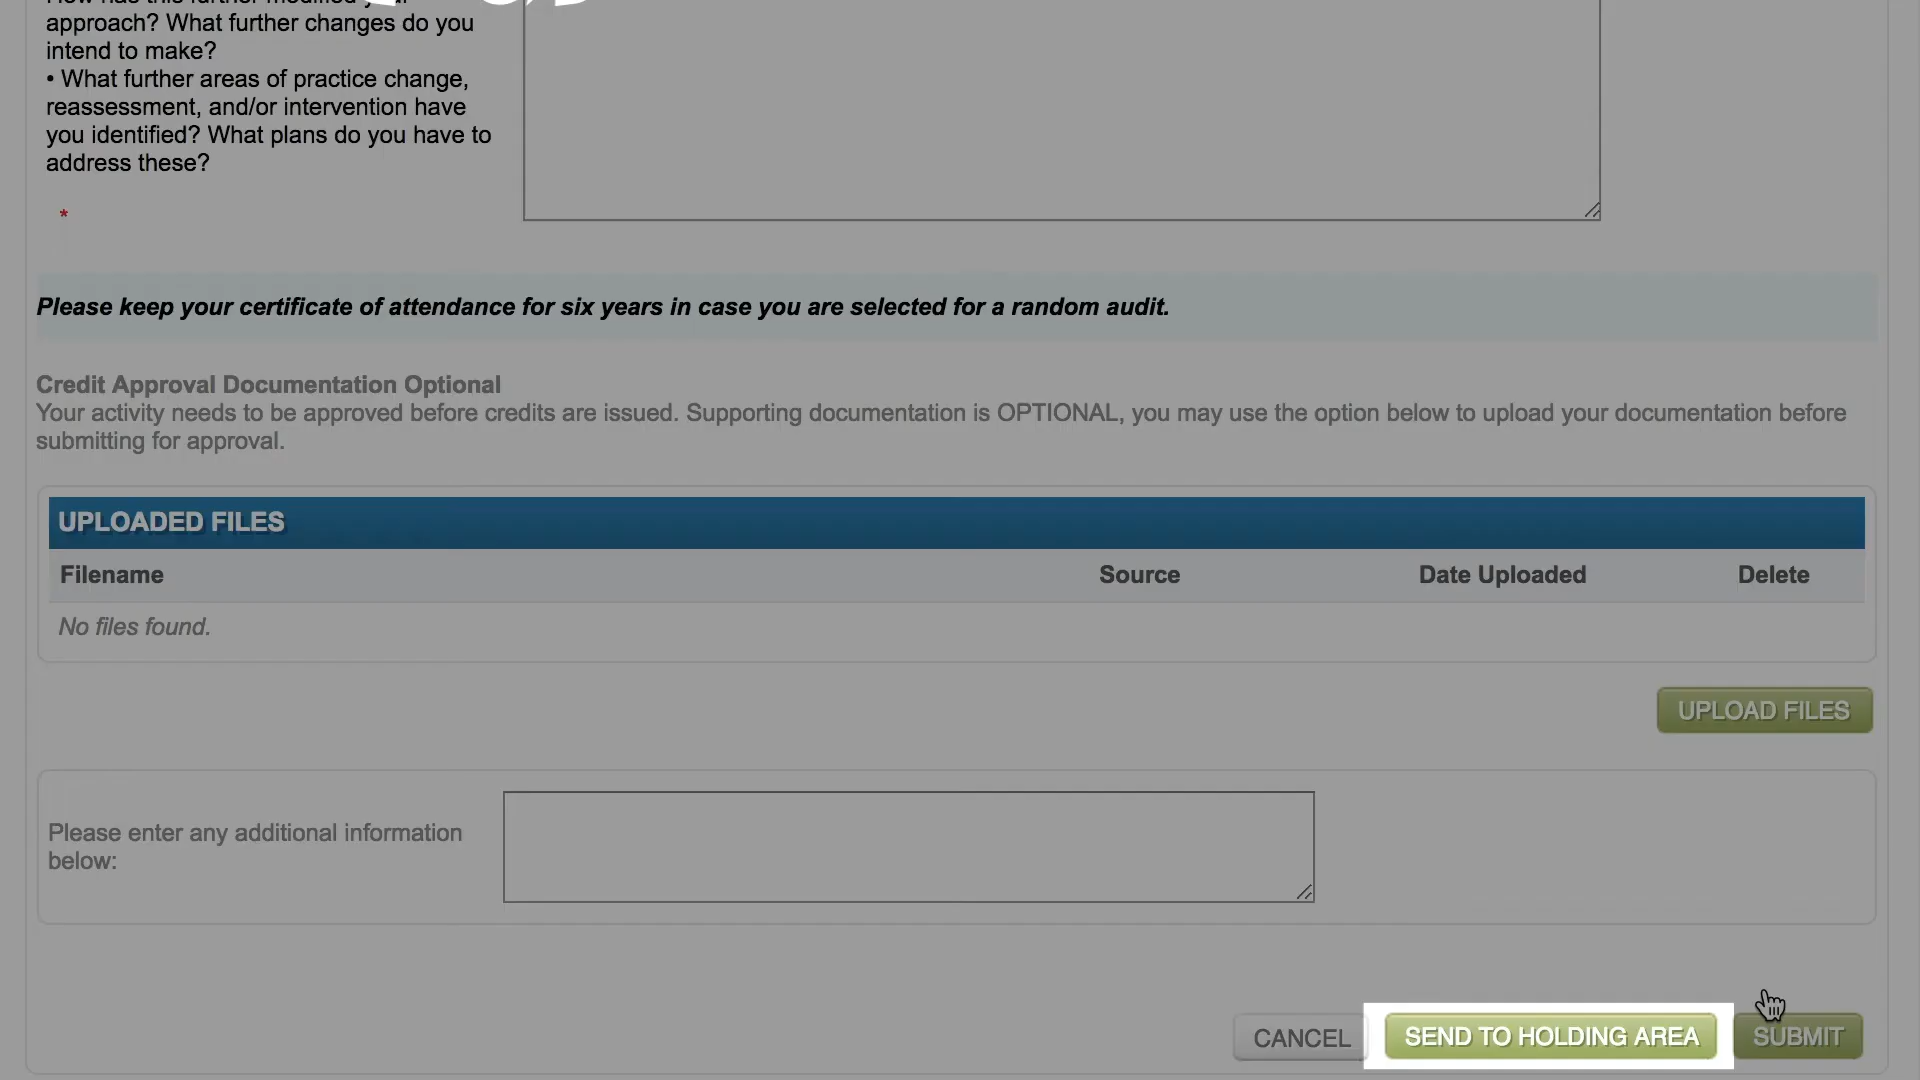 approach? What further changes do you
intend to make?
• What further areas of practice change,
reassessment, and/or intervention have
you identified? What plans do you have to
address these?
*
Please keep your certificate of attendance for six years in case you are selected for a random audit.
Credit Approval Documentation Optional
Your activity needs to be approved before credits are issued. Supporting documentation is OPTIONAL, you may use the option below to upload your documentation before
submitting for approval.
UPLOADED FILES
Filename Source Date Uploaded Delete
No files found.
UPLOAD FILES
Please enter any additional information
below:
CANCEL SEND TO HOLDING AREA SUBMIT